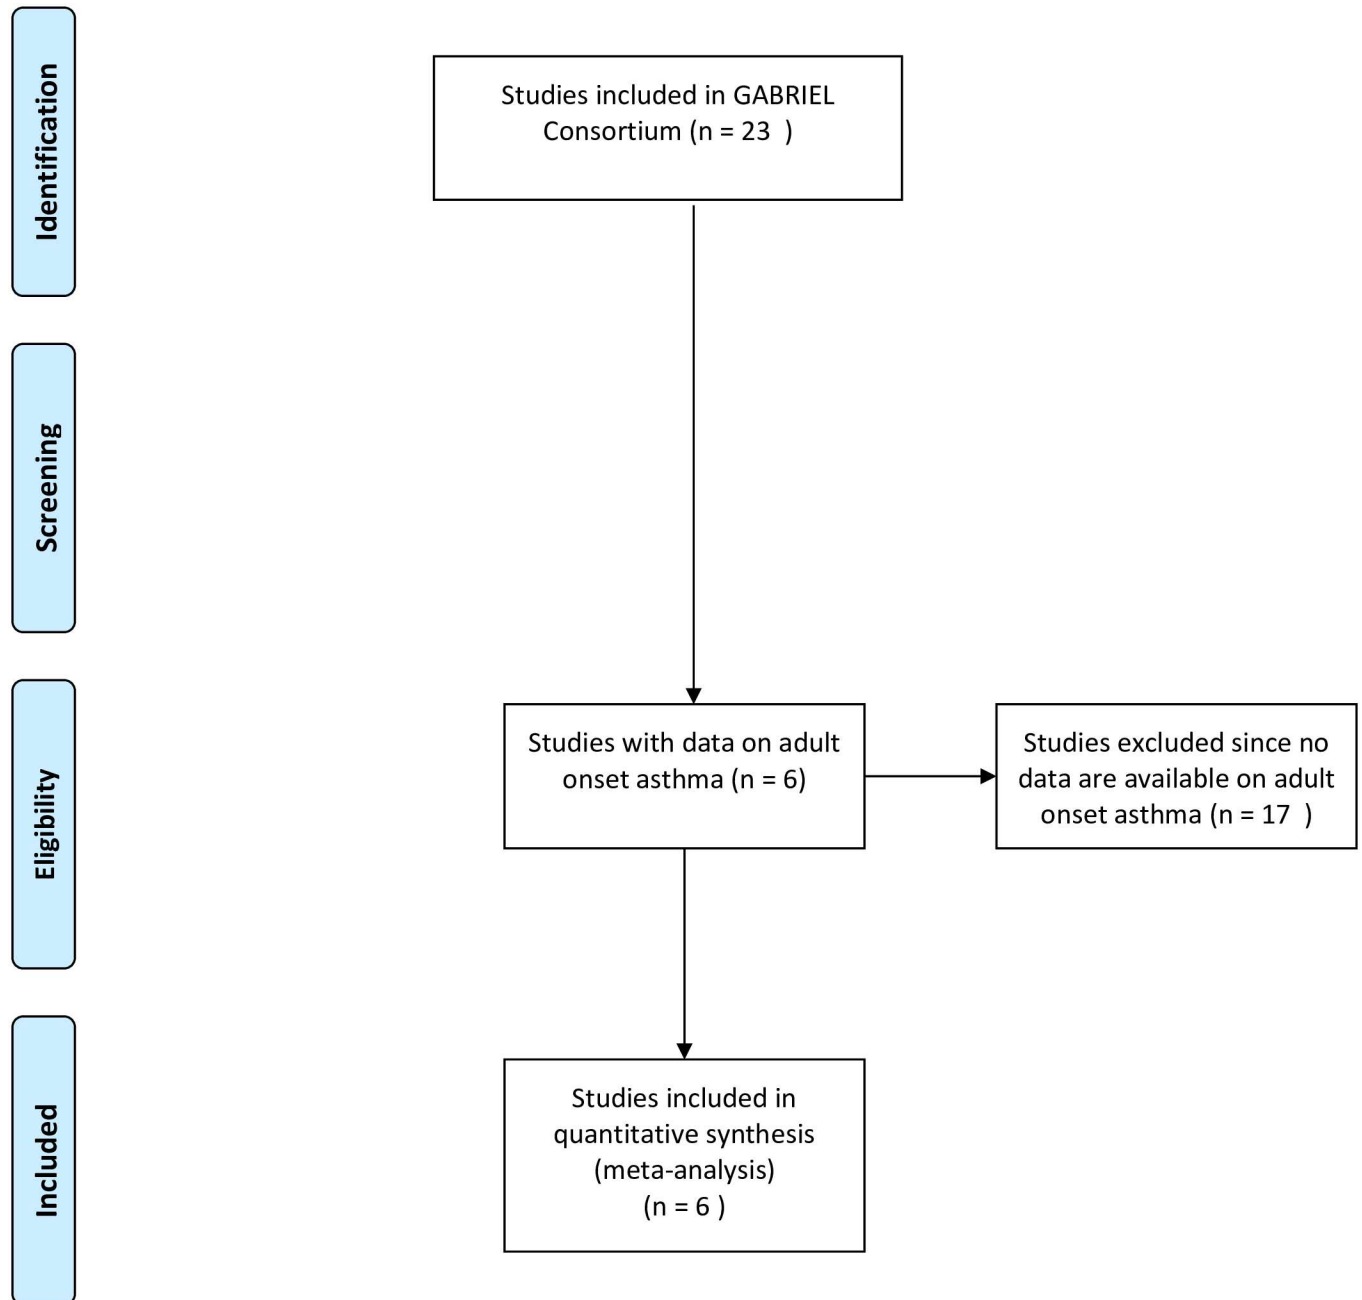 Identification
Studies included in GABRIEL
Consortium (n = 23  )
Screening
Eligibility
Studies with data on adult
onset asthma (n = 6)
Studies excluded since no
data are available on adult
onset asthma (n = 17  )
Included
Studies included in
quantitative synthesis
(meta-analysis)
(n = 6 )